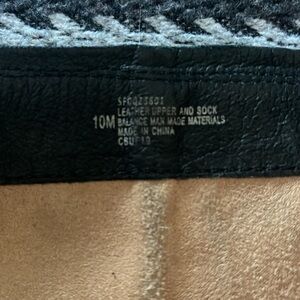 LEATHER UPPER AND SOCK
10M BALANCE MAN MADE MATERIALS
MADE IN CHINA